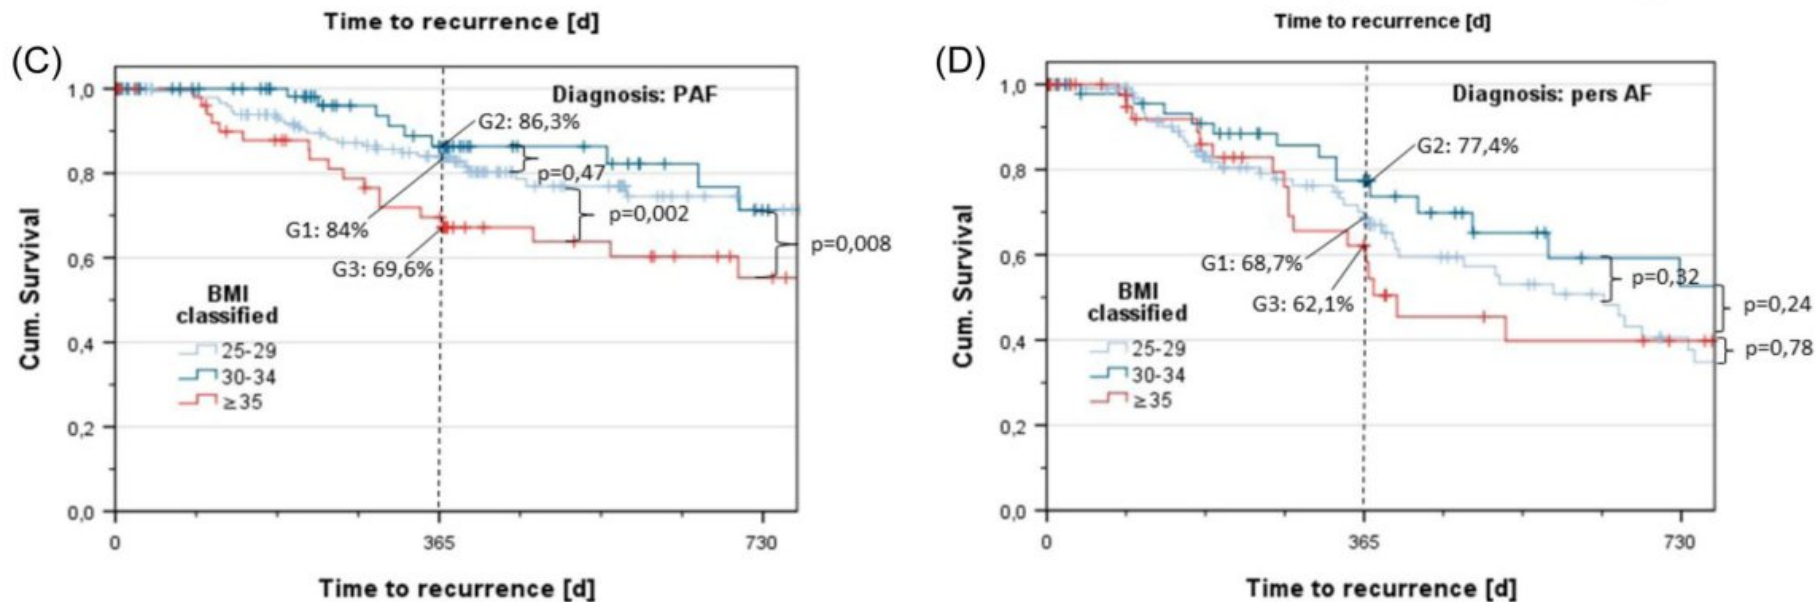 Time to recurrence [d]
(C)
Cum. Survival
1,0
0,8
0,6
0,4
0,2
0,0
0
365
730
Diagnosis: PAF
G2: 86,3%
p=0,47
p=0,002
G1: 84%
p=0,008
G3: 69,6%
BMI
classified
25-29
30-34
≥35
Time to recurrence [d]
Time to recurrence [d]
(D)
Cum. Survival
1,0
0,8
0,6
0,4
0,2
0,0
0
365
730
Diagnosis: pers AF
G2: 77,4%
G1: 68,7%
p=0,32
G3: 62,1%
p=0,24
p=0,78
BMI
classified
25-29
30-34
≥35
Time to recurrence [d]